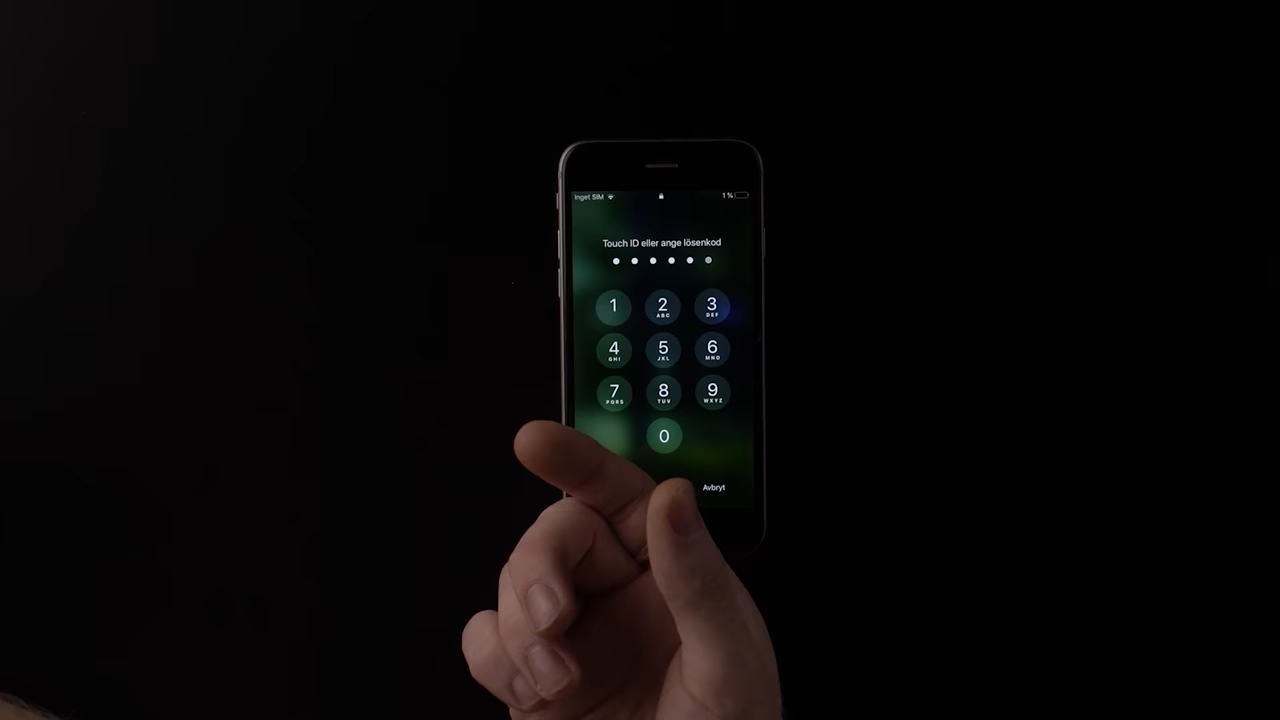 Inget SIM 1 %
Touch ID eller ange lösenkod
1 2 3
ABC DEF
4 5 6
GHI JKL MNO
7 8 9
PQRS TUV WXYZ
0
Avbryt